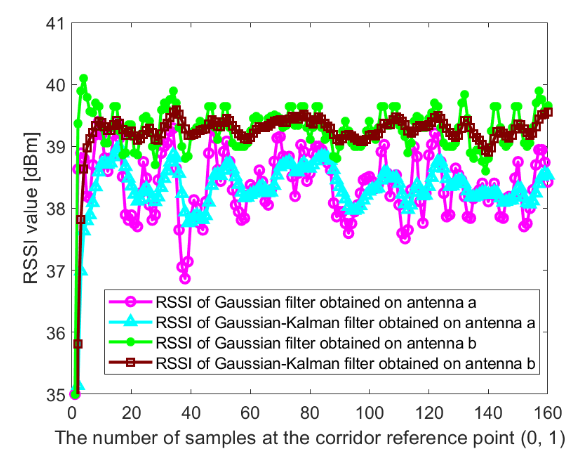 41
40
39
38
37
36
35
RSSI value [dBm]
RSSI of Gaussian filter obtained on antenna a
RSSI of Gaussian-Kalman filter obtained on antenna a
RSSI of Gaussian filter obtained on antenna b
RSSI of Gaussian-Kalman filter obtained on antenna b
0 20 40 60 80 100 120 140 160
The number of samples at the corridor reference point (0, 1)